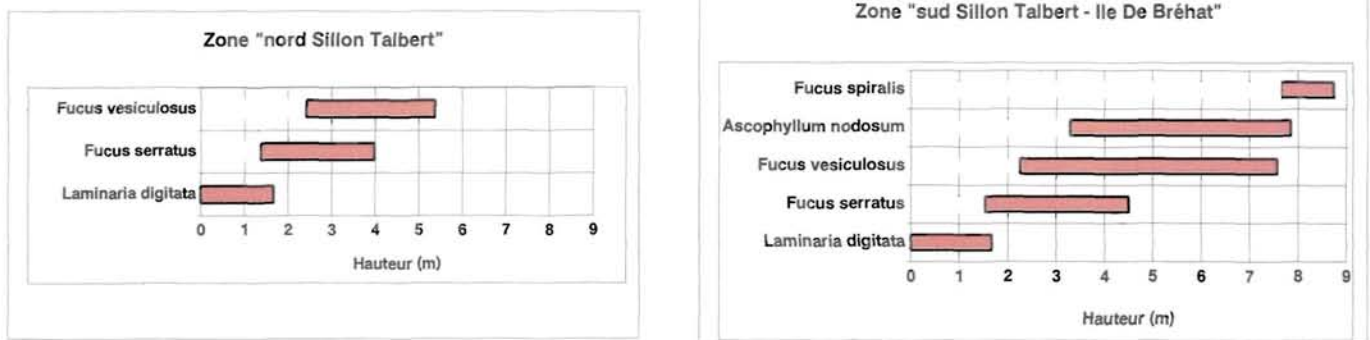 Zone "nord Sillon Talbert"
Fucus vesiculosus
Fucus serratus
Laminaria digitata
0 1 2 3 4 5 6 7 8 9
Hauteur (m)
Zone "sud Sillon Talbert - Ile De Bréhat"
Fucus spiralis
Ascophyllum nodosum
Fucus vesiculosus
Fucus serratus
Laminaria digitata
0 1 2 3 4 5 6 7 8 9
Hauteur (m)